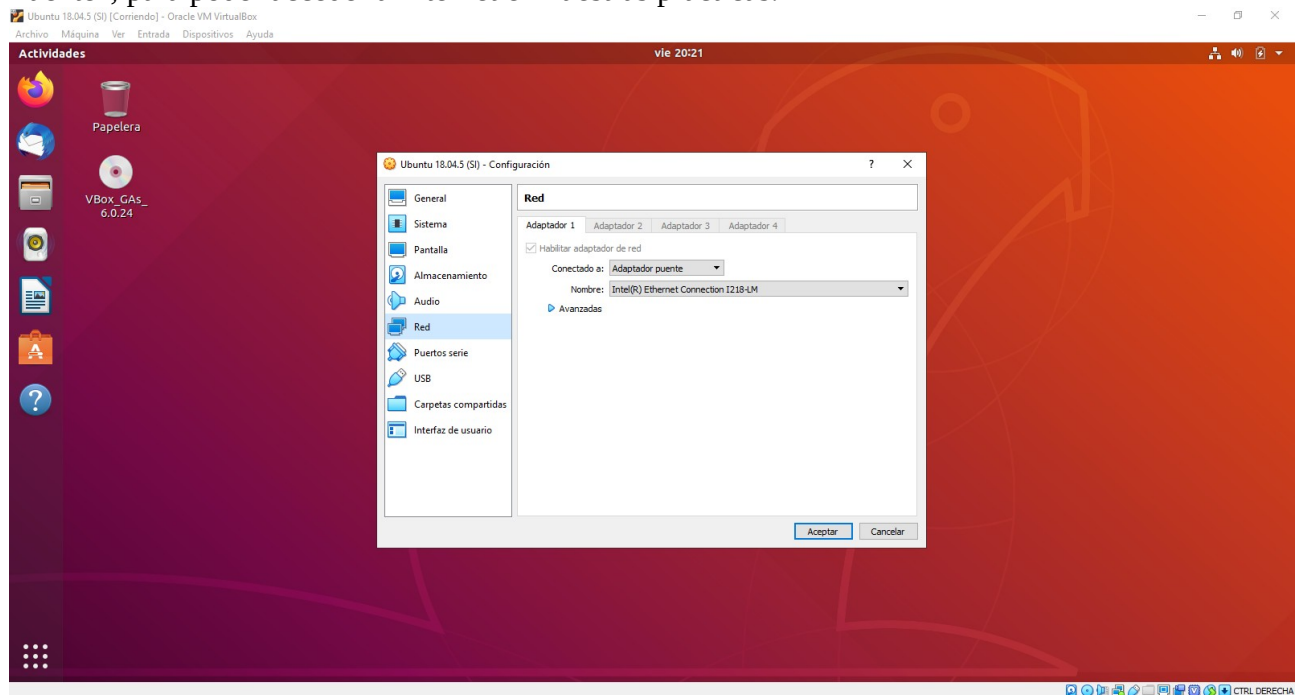 para poder
Ubuntu 18.04.5 (SI) [Corriendo] - Oracle VM VirtualBox
Archivo Máquina Ver Entrada Dispositivos Ayuda
Actividades vie 20:21
Papelera
VBox_GAs_
6.0.24
Ubuntu 18.04.5 (SI) - Configuración ? X
General
Sistema
Pantalla
Almacenamiento
Audio
Red
Puertos serie
USB
Carpetas compartidas
Interfaz de usuario
Red
Adaptador 1 Adaptador 2 Adaptador 3 Adaptador 4
Habilitar adaptador de red
Conectado a: Adaptador puente
Nombre: Intel(R) Ethernet Connection I218-LM
Avanzadas
Aceptar Cancelar
CTRL DERECHA